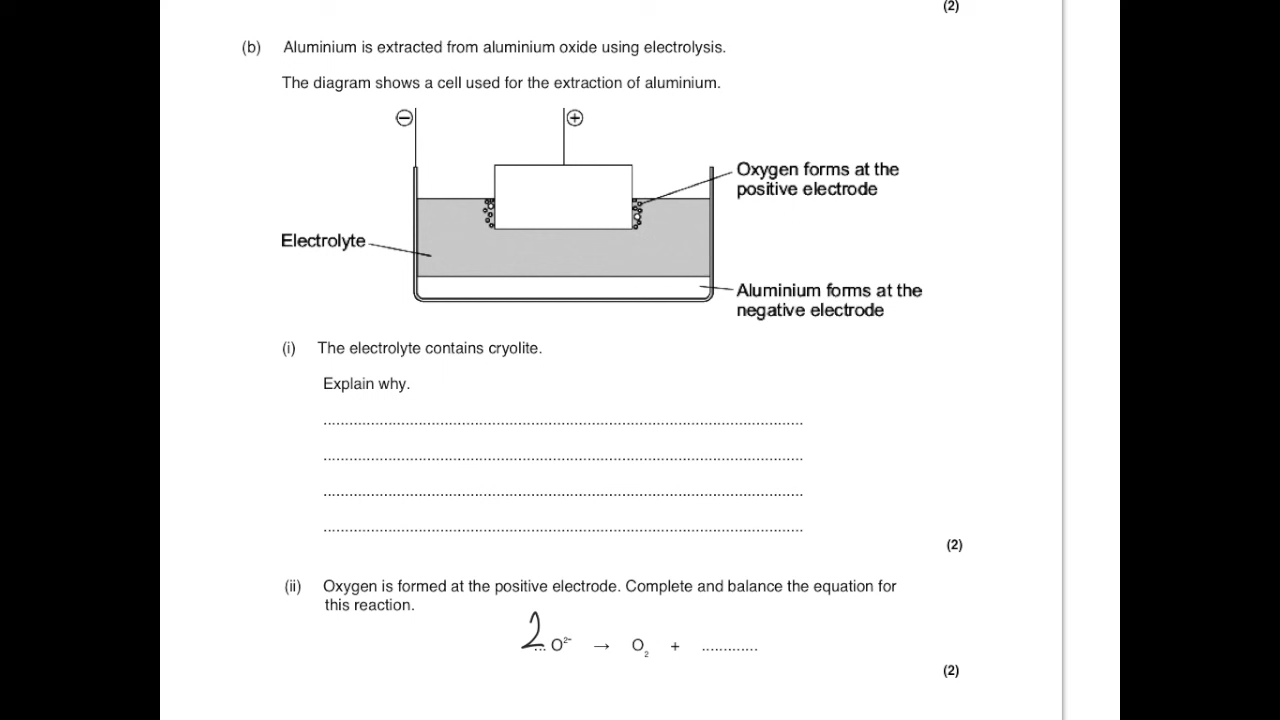 (2)
(b) Aluminium is extracted from aluminium oxide using electrolysis.
The diagram shows a cell used for the extraction of aluminium.
⊖ ⊕
Oxygen forms at the
positive electrode
Electrolyte
Aluminium forms at the
negative electrode
(i) The electrolyte contains cryolite.
Explain why.
................................................................................
................................................................................
................................................................................
................................................................................
(2)
(ii) Oxygen is formed at the positive electrode. Complete and balance the equation for
this reaction.
2 ... O²⁻ → O₂ + .............
(2)